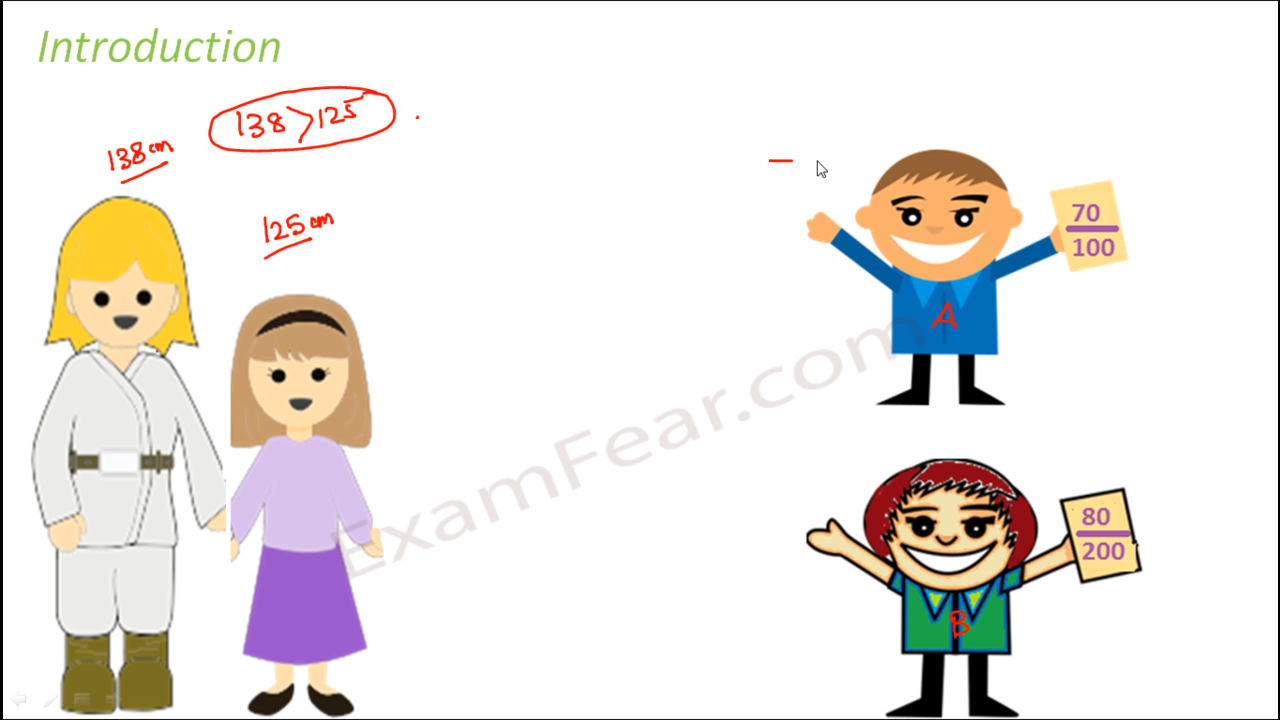 Introduction
138 > 125
138 cm
125 cm
70
100
A
ExamFear.com
80
200
B